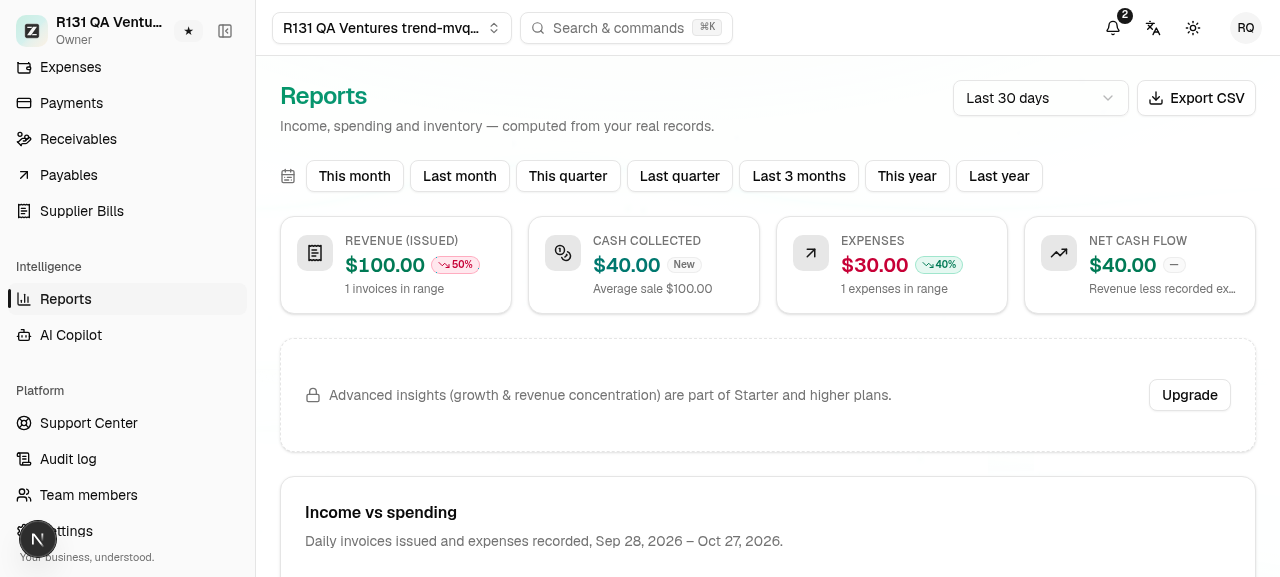 R131 QA Ventu...
Owner
★
R131 QA Ventures trend-mvq...
Search & commands
⌘K
2
RQ
Expenses
Payments
Receivables
Payables
Supplier Bills
Intelligence
Reports
AI Copilot
Platform
Support Center
Audit log
Team members
ettings
N
Your business, understood.
Reports
Income, spending and inventory — computed from your real records.
Last 30 days
Export CSV
This month
Last month
This quarter
Last quarter
Last 3 months
This year
Last year
REVENUE (ISSUED)
$100.00
50%
1 invoices in range
CASH COLLECTED
$40.00
New
Average sale $100.00
EXPENSES
$30.00
40%
1 expenses in range
NET CASH FLOW
$40.00
—
Revenue less recorded ex...
Advanced insights (growth & revenue concentration) are part of Starter and higher plans.
Upgrade
Income vs spending
Daily invoices issued and expenses recorded, Sep 28, 2026 – Oct 27, 2026.